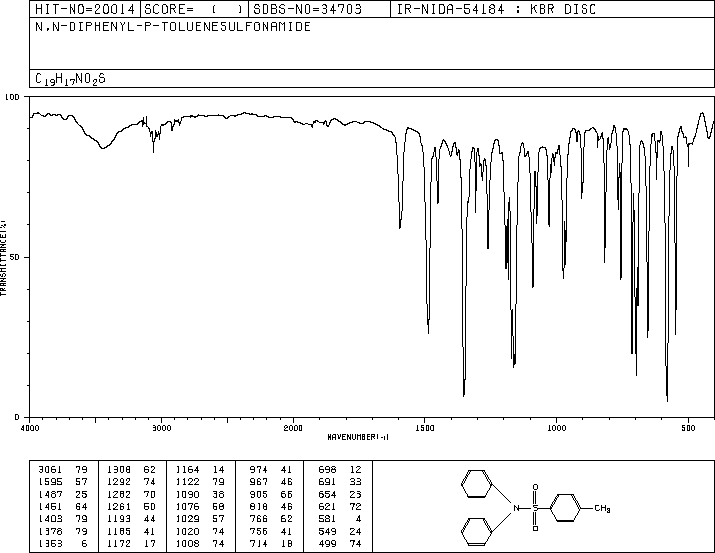 HIT-NO=20014 SCORE= ( ) SDBS-NO=34703 IR-NIDA-54184 : KBR DISC
N,N-DIPHENYL-P-TOLUENESULFONAMIDE
C19H17NO2S
100
50
0
TRANSMITTANCE(%)
4000 3000 2000 1500 1000 500
WAVENUMBER(-1)
3061 79 1308 62 1164 14 974 41 698 12
1595 57 1292 74 1122 79 967 46 691 33
1487 25 1282 70 1090 38 905 66 654 23
1451 64 1261 50 1076 58 818 46 621 72
1403 79 1193 44 1029 57 766 62 581 4
1378 79 1185 41 1020 74 756 41 549 24
1353 6 1172 17 1008 74 714 18 499 74
O
N S CH3
O